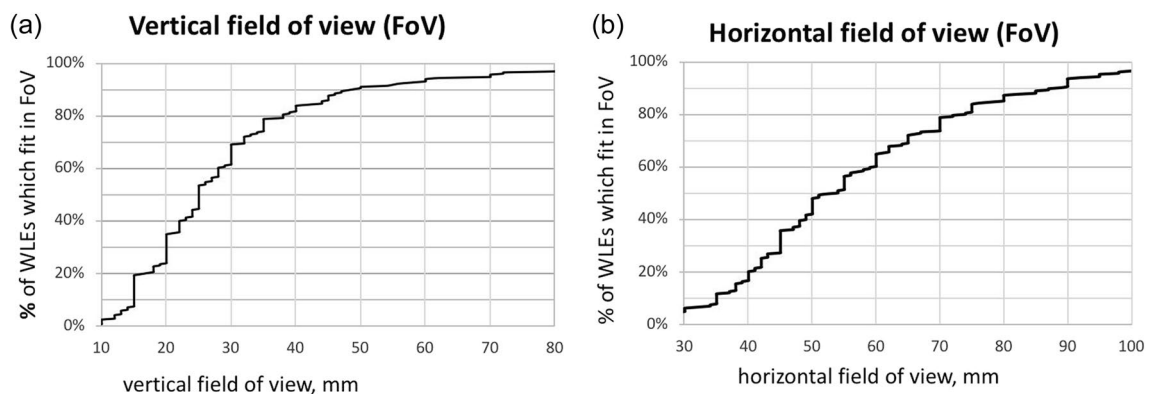 (a)
Vertical field of view (FoV)
% of WLEs which fit in FoV
100%
80%
60%
40%
20%
0%
10 20 30 40 50 60 70 80
vertical field of view, mm
(b)
Horizontal field of view (FoV)
% of WLEs which fit in FoV
100%
80%
60%
40%
20%
0%
30 40 50 60 70 80 90 100
horizontal field of view, mm